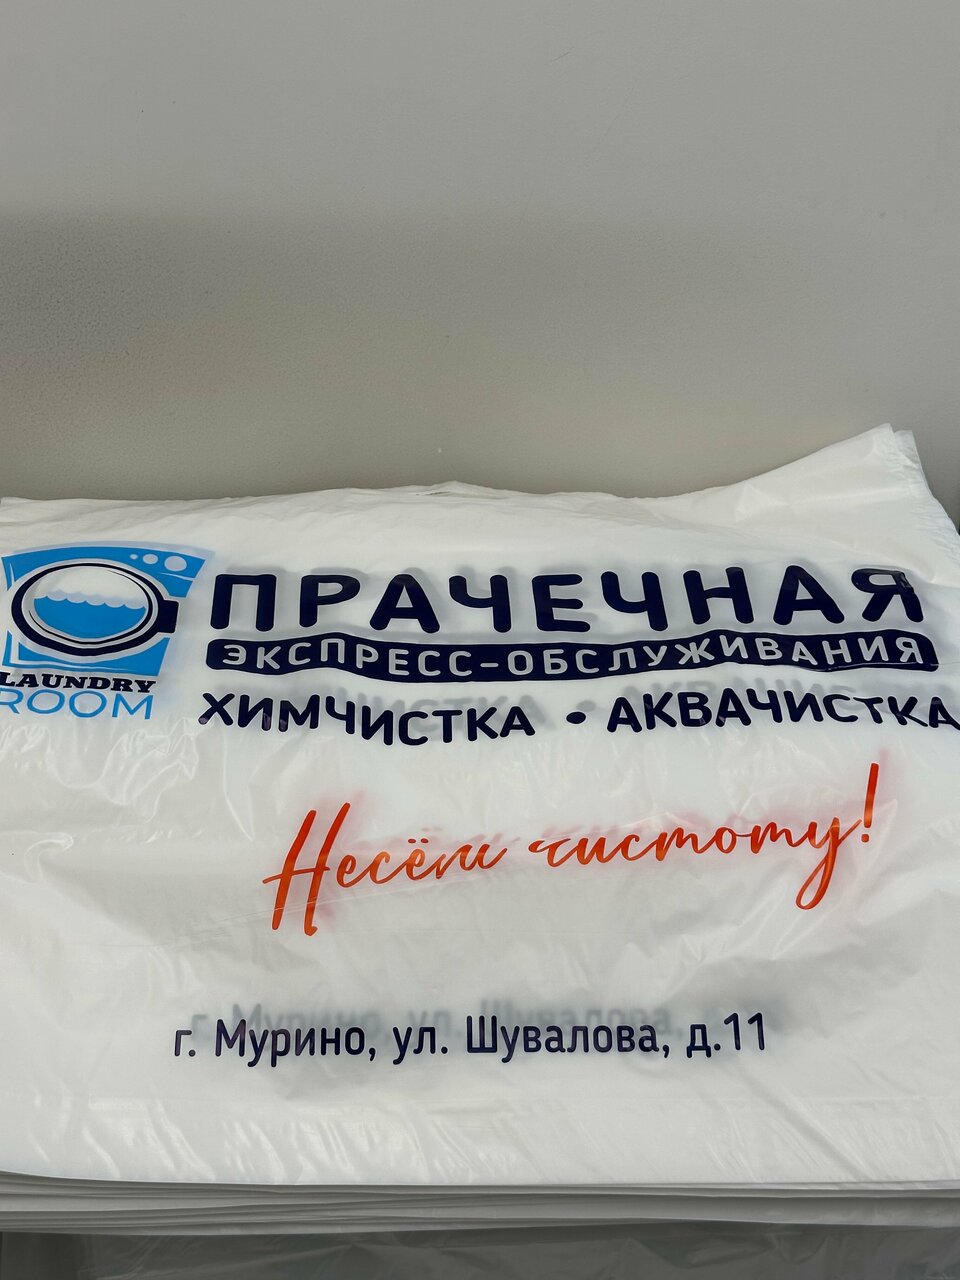 LAUNDRY
ROOM
ПРАЧЕЧНАЯ
ЭКСПРЕСС-ОБСЛУЖИВАНИЯ
ХИМЧИСТКА • АКВАЧИСТКА
Несём чистоту!
г. Мурино, ул. Шувалова, д.11